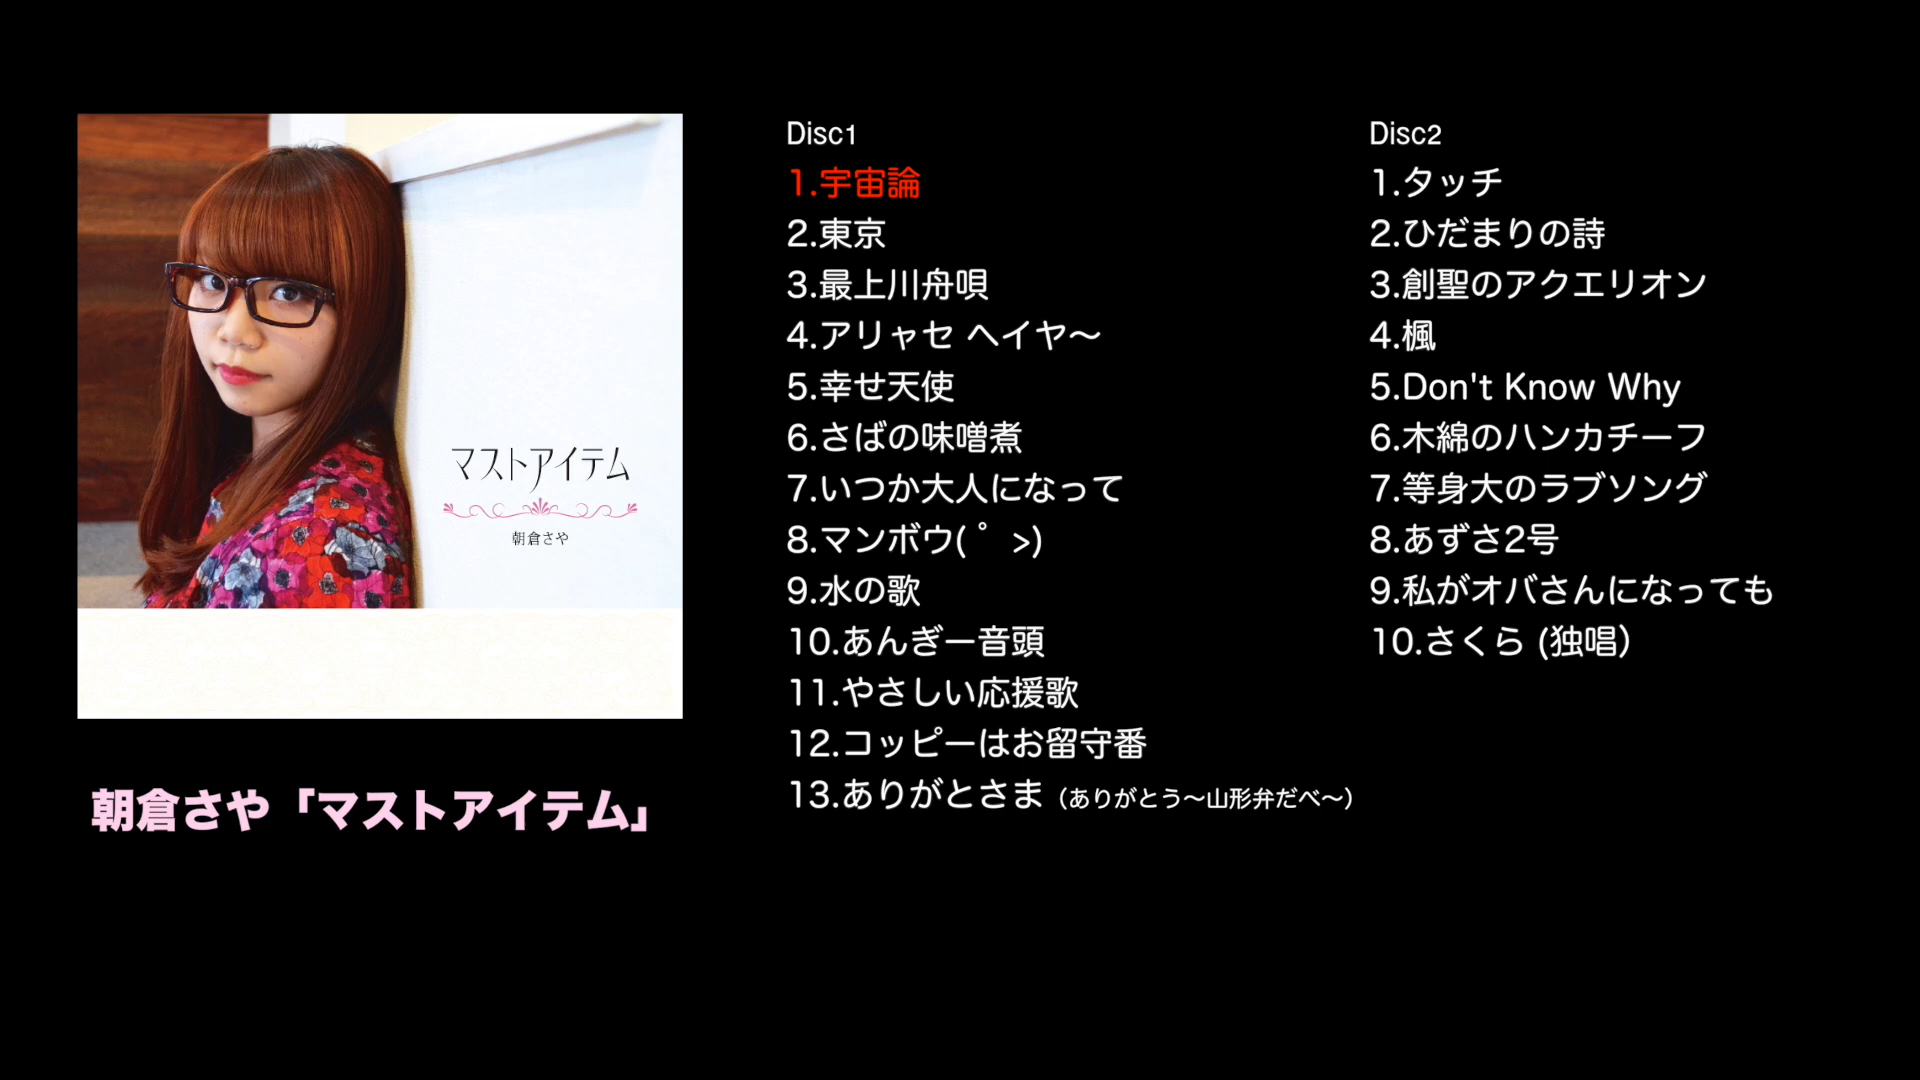 マストアイテム
朝倉さや
朝倉さや「マストアイテム」
Disc1
1.宇宙論
2.東京
3.最上川舟唄
4.アリャセ ヘイヤ〜
5.幸せ天使
6.さばの味噌煮
7.いつか大人になって
8.マンボウ( ゜ >)
9.水の歌
10.あんぎー音頭
11.やさしい応援歌
12.コッピーはお留守番
13.ありがとさま（ありがとう〜山形弁だべ〜）
Disc2
1.タッチ
2.ひだまりの詩
3.創聖のアクエリオン
4.楓
5.Don't Know Why
6.木綿のハンカチーフ
7.等身大のラブソング
8.あずさ2号
9.私がオバさんになっても
10.さくら (独唱）